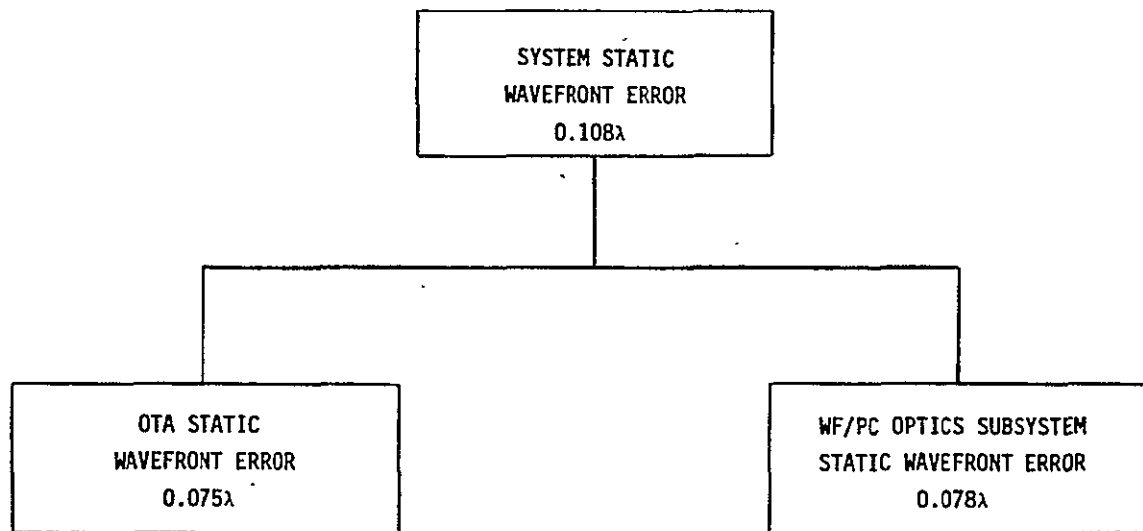 SYSTEM STATIC
WAVEFRONT ERROR
0.108λ
OTA STATIC
WAVEFRONT ERROR
0.075λ
WF/PC OPTICS SUBSYSTEM
STATIC WAVEFRONT ERROR
0.078λ